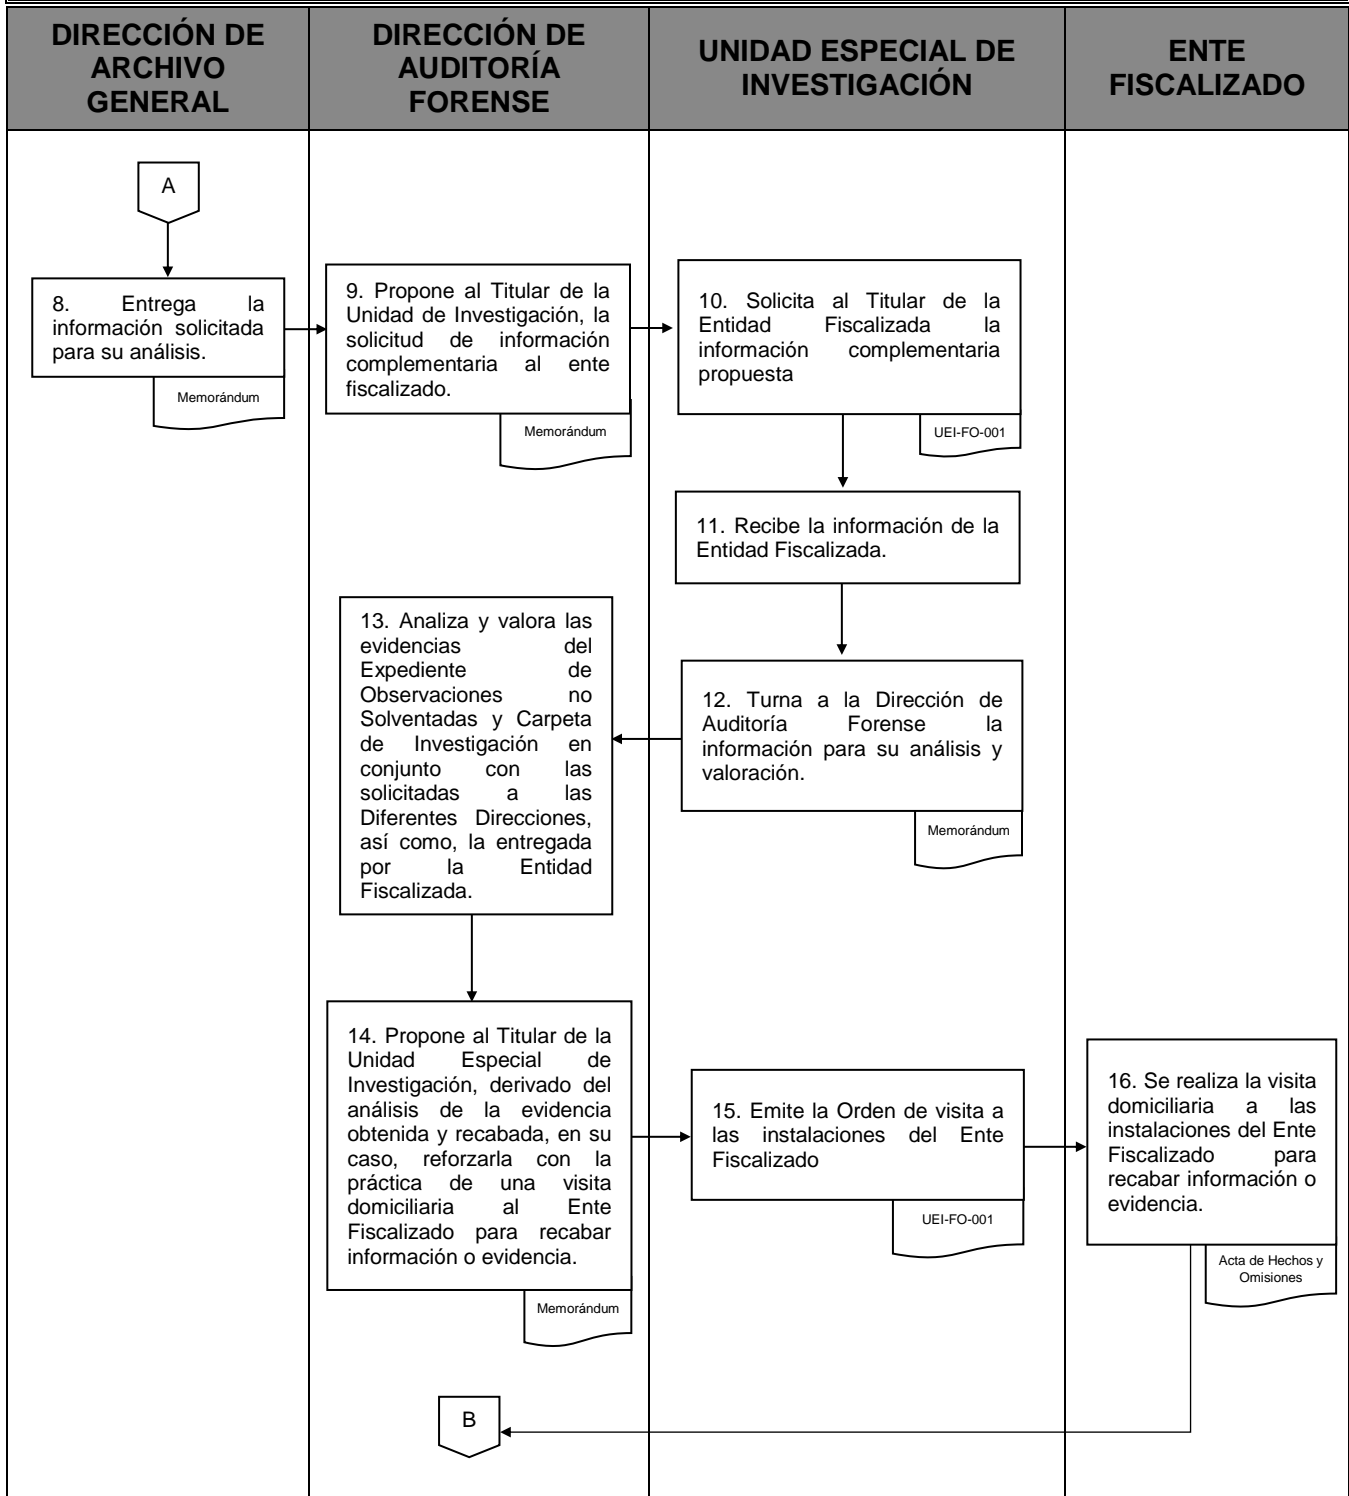 DIRECCIÓN DE
ARCHIVO
GENERAL
DIRECCIÓN DE
AUDITORÍA
FORENSE
UNIDAD ESPECIAL DE
INVESTIGACIÓN
ENTE
FISCALIZADO
A
8. Entrega la
información solicitada
para su análisis.
Memorándum
9. Propone al Titular de la
Unidad de Investigación, la
solicitud de información
complementaria al ente
fiscalizado.
Memorándum
10. Solicita al Titular de la
Entidad Fiscalizada la
información complementaria
propuesta
UEI-FO-001
11. Recibe la información de la
Entidad Fiscalizada.
12. Turna a la Dirección de
Auditoría Forense la
información para su análisis y
valoración.
Memorándum
13. Analiza y valora las
evidencias del
Expediente de
Observaciones no
Solventadas y Carpeta
de Investigación en
conjunto con las
solicitadas a las
Diferentes Direcciones,
así como, la entregada
por la Entidad
Fiscalizada.
14. Propone al Titular de la
Unidad Especial de
Investigación, derivado del
análisis de la evidencia
obtenida y recabada, en su
caso, reforzarla con la
práctica de una visita
domiciliaria al Ente
Fiscalizado para recabar
información o evidencia.
Memorándum
15. Emite la Orden de visita a
las instalaciones del Ente
Fiscalizado
UEI-FO-001
16. Se realiza la visita
domiciliaria a las
instalaciones del Ente
Fiscalizado para
recabar información o
evidencia.
Acta de Hechos y
Omisiones
B